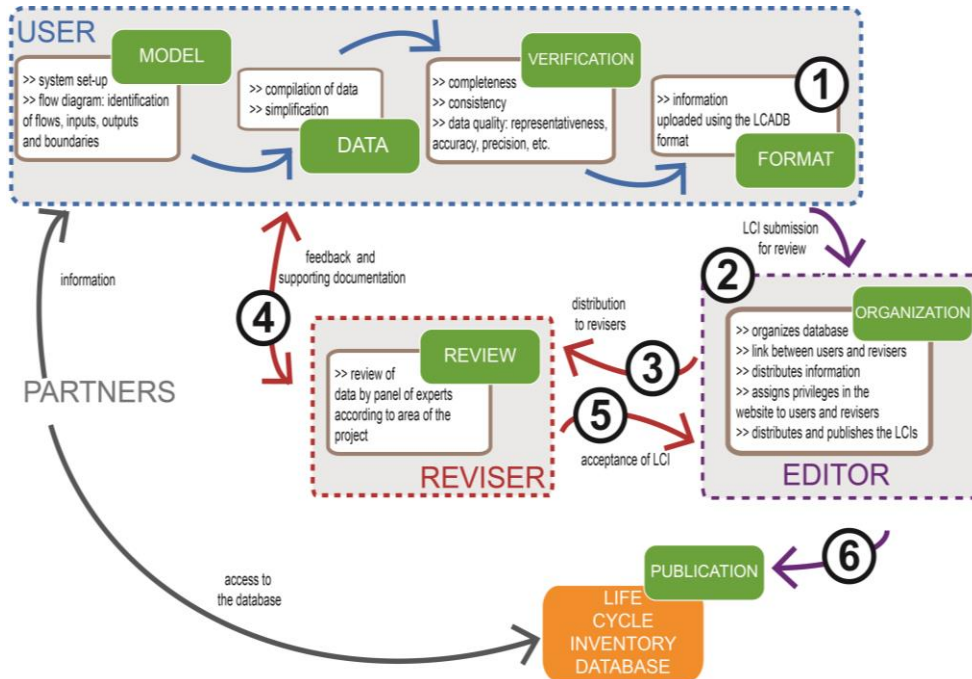 USER
MODEL
>> system set-up
>> flow diagram: identification
of flows, inputs, outputs
and boundaries
>> compilation of data
>> simplification
DATA
VERIFICATION
>> completeness
>> consistency
>> data quality: representativeness,
accuracy, precision, etc.
1
>> information
uploaded using the LCADB
format
FORMAT
LCI submission
for review
2
ORGANIZATION
>> organizes database
>> link between users and revisers
>> distributes information
>> assigns privileges in the
website to users and revisers
>> distributes and publishes the LCIs
EDITOR
distribution
to revisers
3
feedback and
supporting documentation
4
REVIEW
>> review of
data by panel of experts
according to area of the
project
REVISER
5
acceptance of LCI
information
PARTNERS
access to
the database
6
PUBLICATION
LIFE
CYCLE
INVENTORY
DATABASE